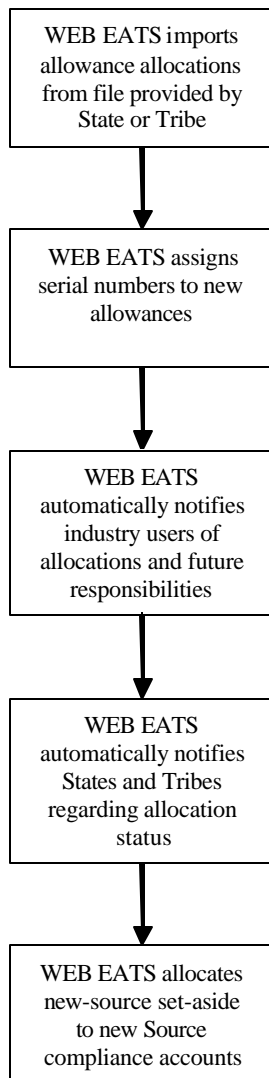 WEB EATS imports
allowance allocations
from file provided by
State or Tribe
WEB EATS assigns
serial numbers to new
allowances
WEB EATS
automatically notifies
industry users of
allocations and future
responsibilities
WEB EATS
automatically notifies
States and Tribes
regarding allocation
status
WEB EATS allocates
new-source set-aside
to new Source
compliance accounts